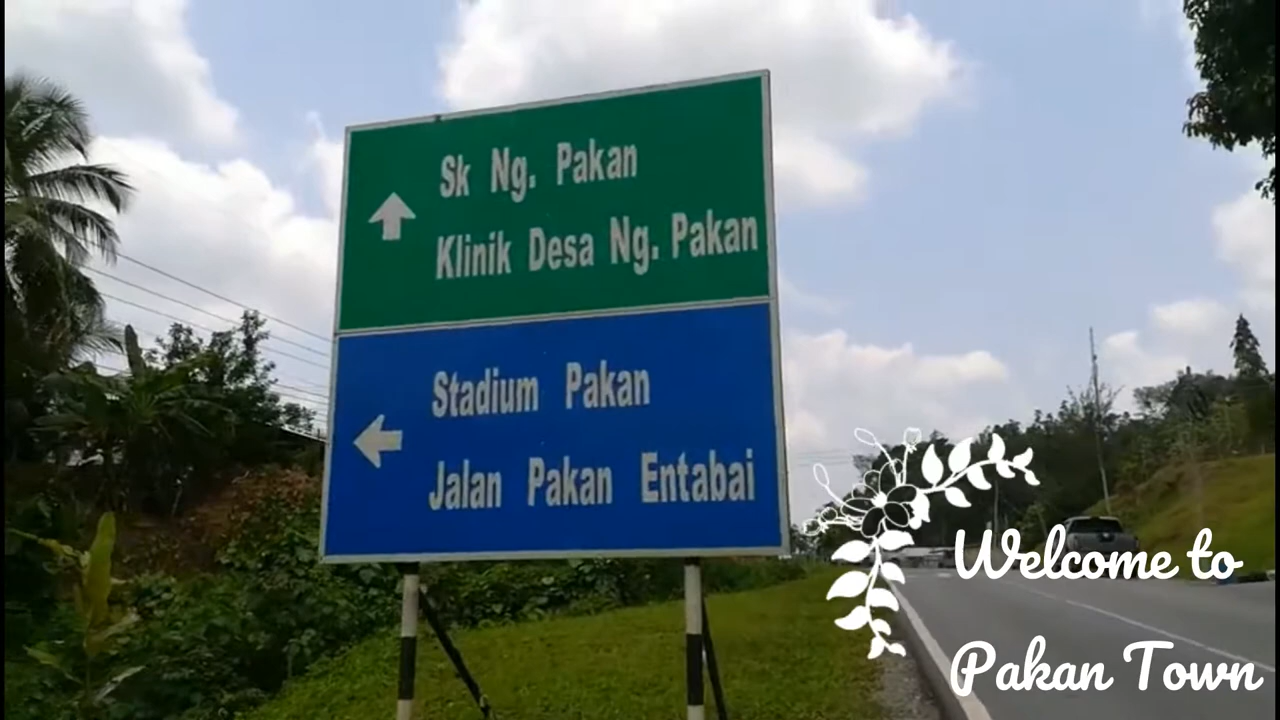 Sk Ng. Pakan
Klinik Desa Ng. Pakan
Stadium Pakan
Jalan Pakan Entabai
Welcome to
Pakan Town